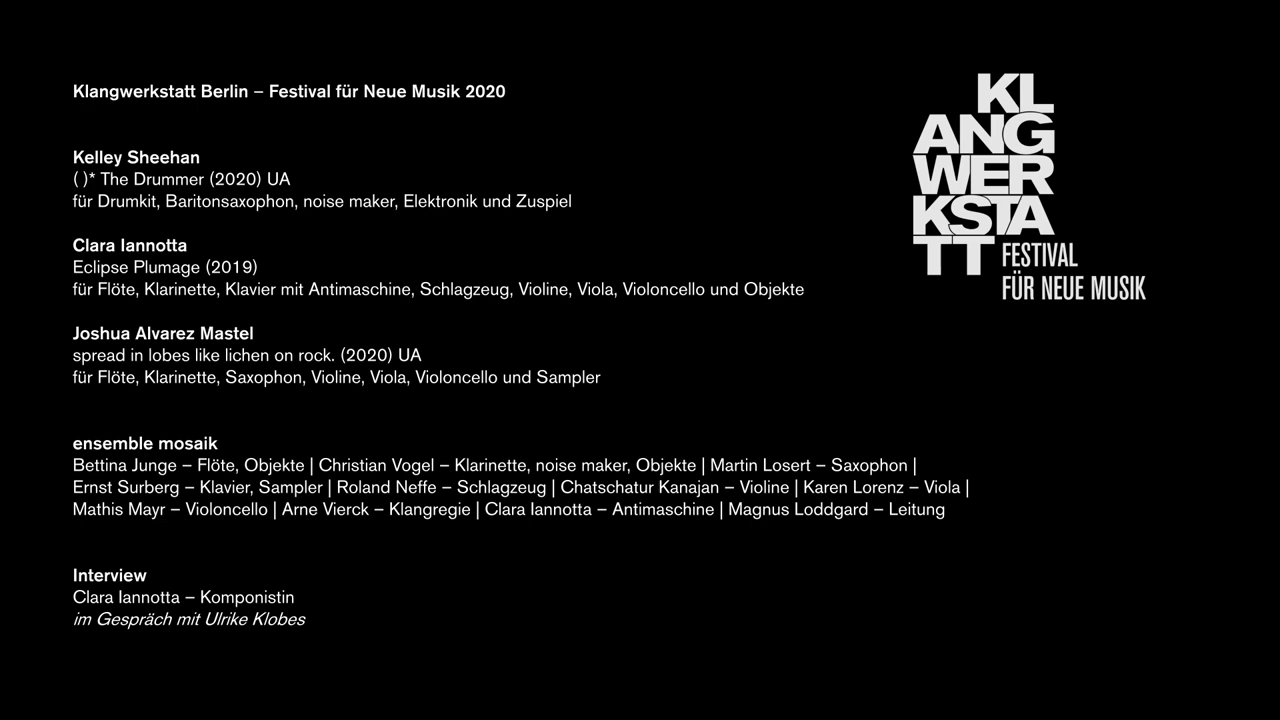 Klangwerkstatt Berlin – Festival für Neue Musik 2020
Kelley Sheehan
( )* The Drummer (2020) UA
für Drumkit, Baritonsaxophon, noise maker, Elektronik und Zuspiel
Clara Iannotta
Eclipse Plumage (2019)
für Flöte, Klarinette, Klavier mit Antimaschine, Schlagzeug, Violine, Viola, Violoncello und Objekte
Joshua Alvarez Mastel
spread in lobes like lichen on rock. (2020) UA
für Flöte, Klarinette, Saxophon, Violine, Viola, Violoncello und Sampler
ensemble mosaik
Bettina Junge – Flöte, Objekte | Christian Vogel – Klarinette, noise maker, Objekte | Martin Losert – Saxophon |
Ernst Surberg – Klavier, Sampler | Roland Neffe – Schlagzeug | Chatschatur Kanajan – Violine | Karen Lorenz – Viola |
Mathis Mayr – Violoncello | Arne Vierck – Klangregie | Clara Iannotta – Antimaschine | Magnus Loddgard – Leitung
Interview
Clara Iannotta – Komponistin
im Gespräch mit Ulrike Klobes
KL
ANG
WER
KSTA
TT
FESTIVAL
FÜR NEUE MUSIK